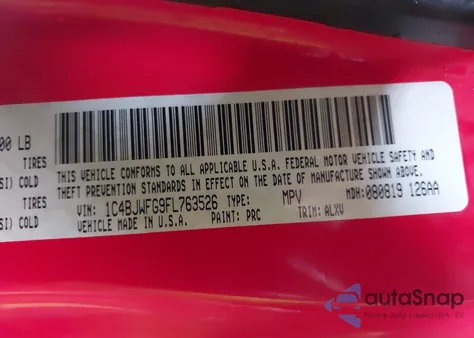 00 LB
TIRES
SI) COLD
TIRES
SI) COLD
THIS VEHICLE CONFORMS TO ALL APPLICABLE U.S.A. FEDERAL MOTOR VEHICLE SAFETY AND
THEFT PREVENTION STANDARDS IN EFFECT ON THE DATE OF MANUFACTURE SHOWN ABOVE.
VIN: 1C4BJWFG9FL763526 TYPE: MPV MDH: 080819 126AA
VEHICLE MADE IN U.S.A. PAINT: PRC TRIM: ALXV
autoSnap